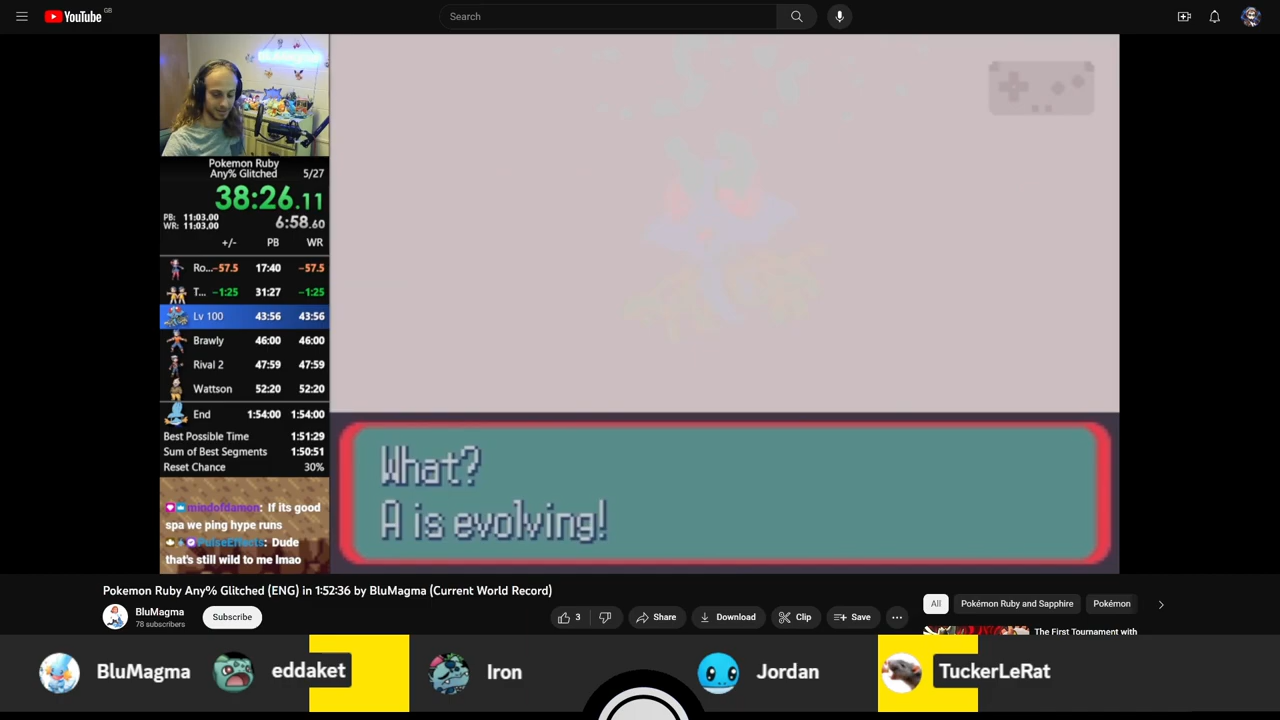 YouTube GB
Search
Pokemon Ruby
Any% Glitched 5/27
38:26.11
PB: 11:03.00
WR: 11:03.00
6:58.60
+/- PB WR
Ro... -57.5 17:40 -57.5
T... -1:25 31:27 -1:25
Lv 100 43:56 43:56
Brawly 46:00 46:00
Rival 2 47:59 47:59
Wattson 52:20 52:20
End 1:54:00 1:54:00
Best Possible Time 1:51:29
Sum of Best Segments 1:50:51
Reset Chance 30%
mindofdamon: If its good
spa we ping hype runs
PulseEffects: Dude
that's still wild to me lmao
What?
A is evolving!
Pokemon Ruby Any% Glitched (ENG) in 1:52:36 by BluMagma (Current World Record)
BluMagma
78 subscribers
Subscribe
3
Share
Download
Clip
Save
All
Pokémon Ruby and Sapphire
Pokémon
The First Tournament with
BluMagma
eddaket
Iron
Jordan
TuckerLeRat